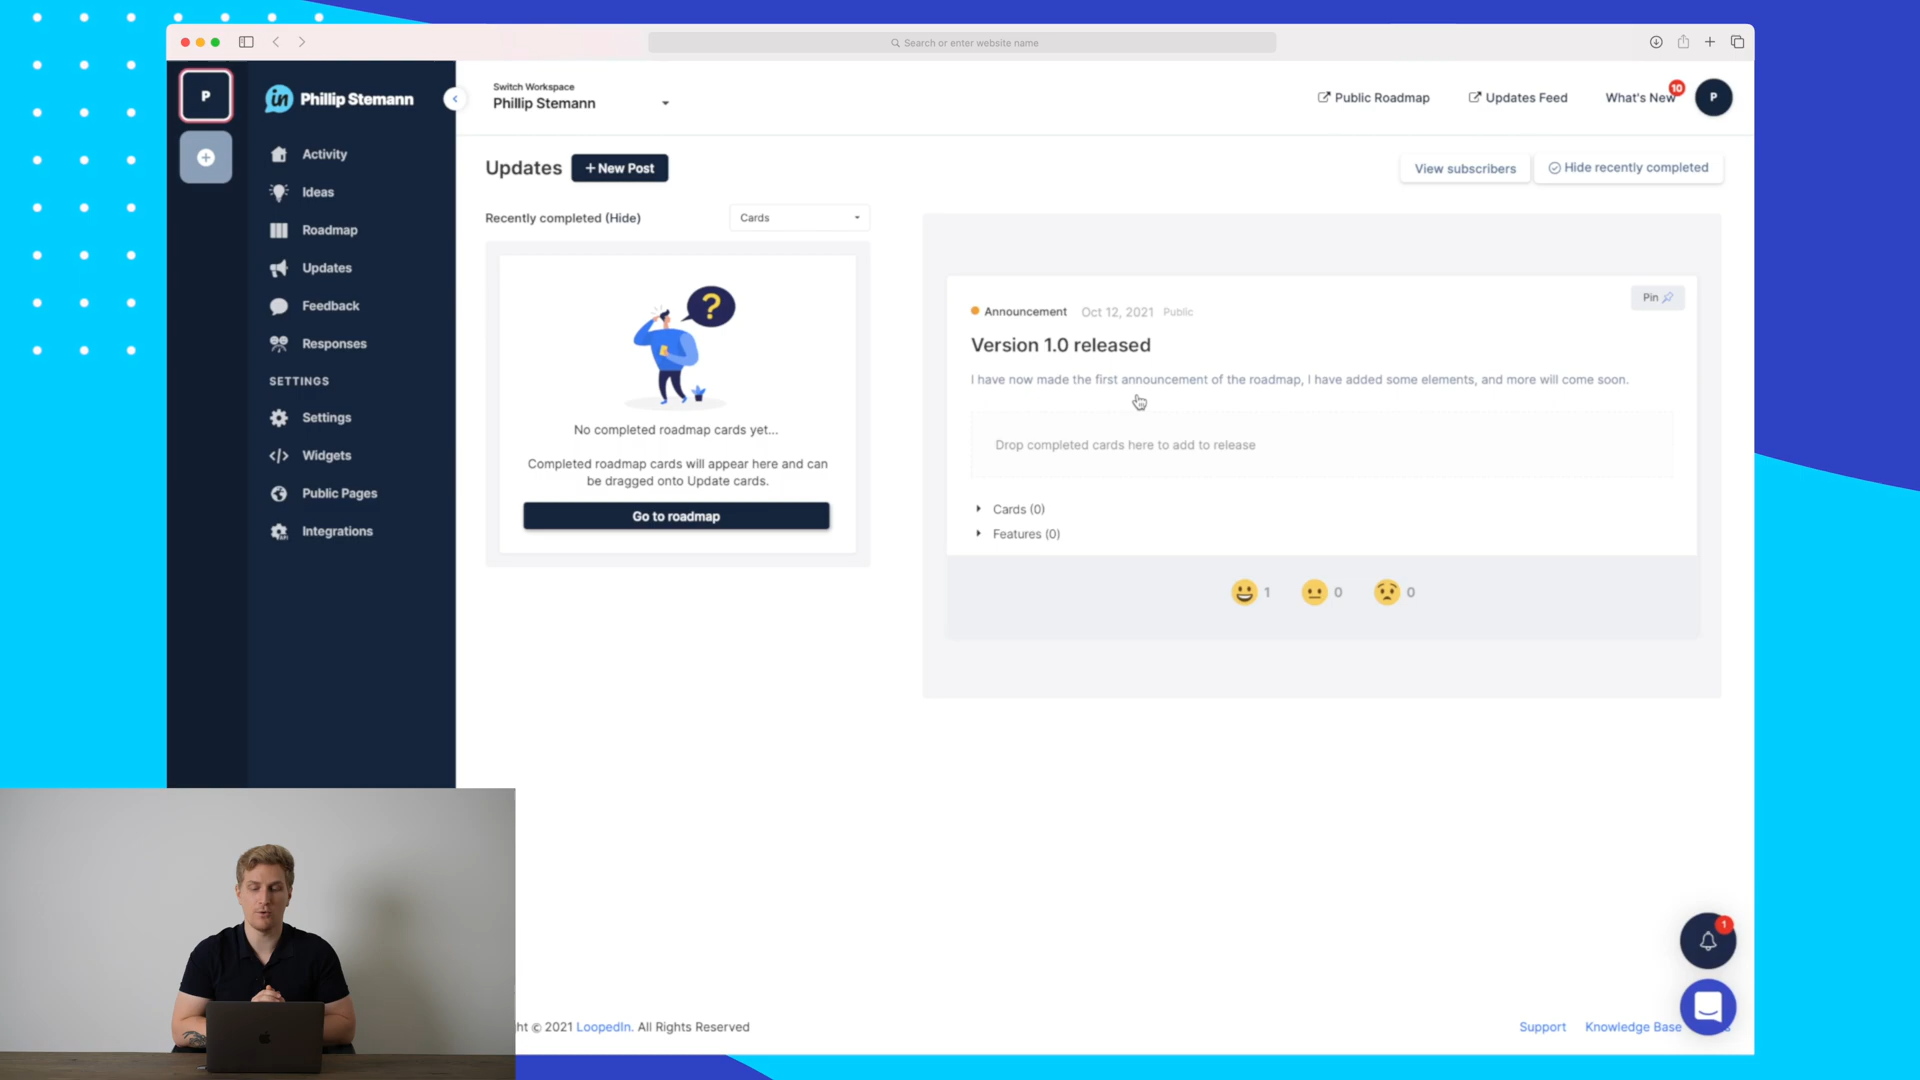 Search or enter website name
P
in Phillip Stemann
Switch Workspace
Phillip Stemann
Public Roadmap
Updates Feed
What's New
10
P
Activity
Ideas
Roadmap
Updates
Feedback
Responses
SETTINGS
Settings
Widgets
Public Pages
Integrations
Updates
+ New Post
View subscribers
Hide recently completed
Recently completed (Hide)
Cards
?
No completed roadmap cards yet...
Completed roadmap cards will appear here and can
be dragged onto Update cards.
Go to roadmap
Pin
Announcement Oct 12, 2021 Public
Version 1.0 released
I have now made the first announcement of the roadmap, I have added some elements, and more will come soon.
Drop completed cards here to add to release
Cards (0)
Features (0)
1
0
0
1
© 2021 LoopedIn. All Rights Reserved
Support
Knowledge Base